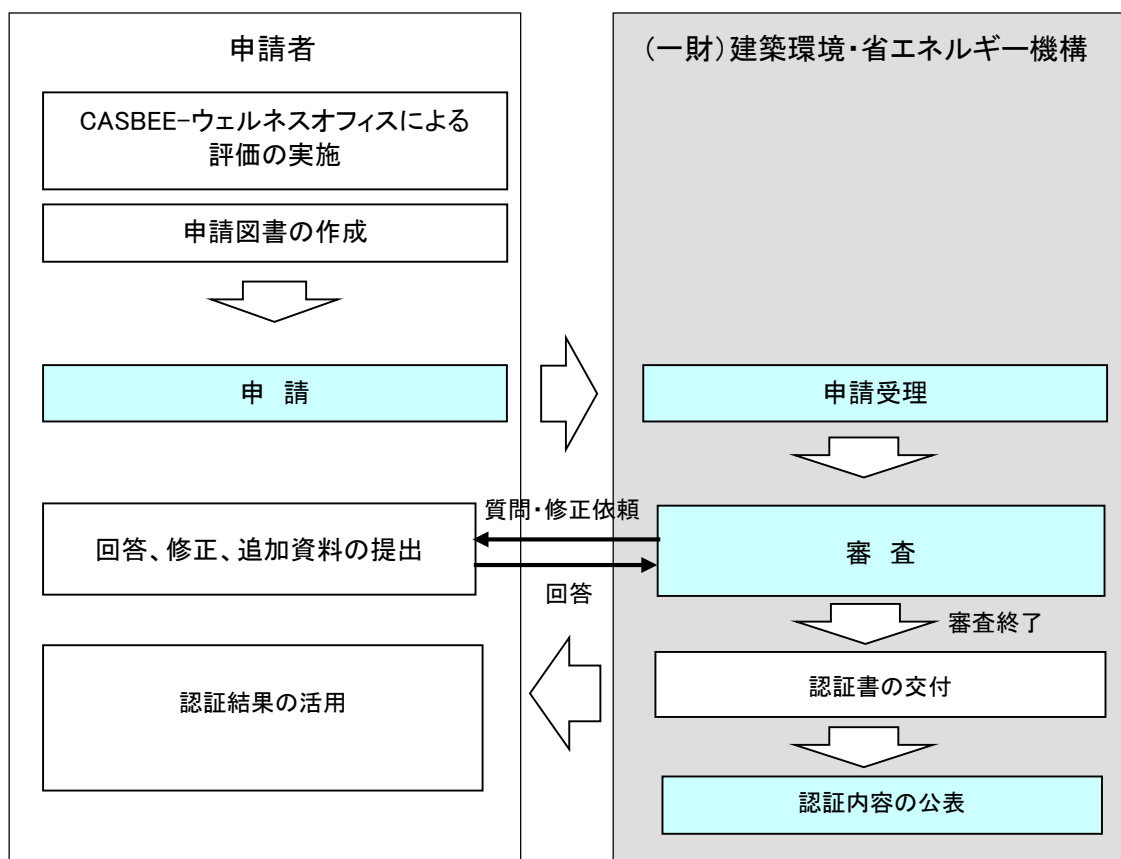 申請者
(一財)建築環境・省エネルギー機構
CASBEE-ウェルネスオフィスによる
評価の実施
申請図書の作成
申 請
申請受理
質問・修正依頼
回答、修正、追加資料の提出
審 査
回答
審査終了
認証結果の活用
認証書の交付
認証内容の公表